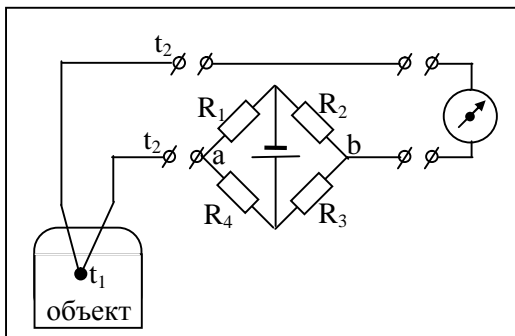 t₂
R₁ R₂
t₂ a b
R₄ R₃
t₁
объект